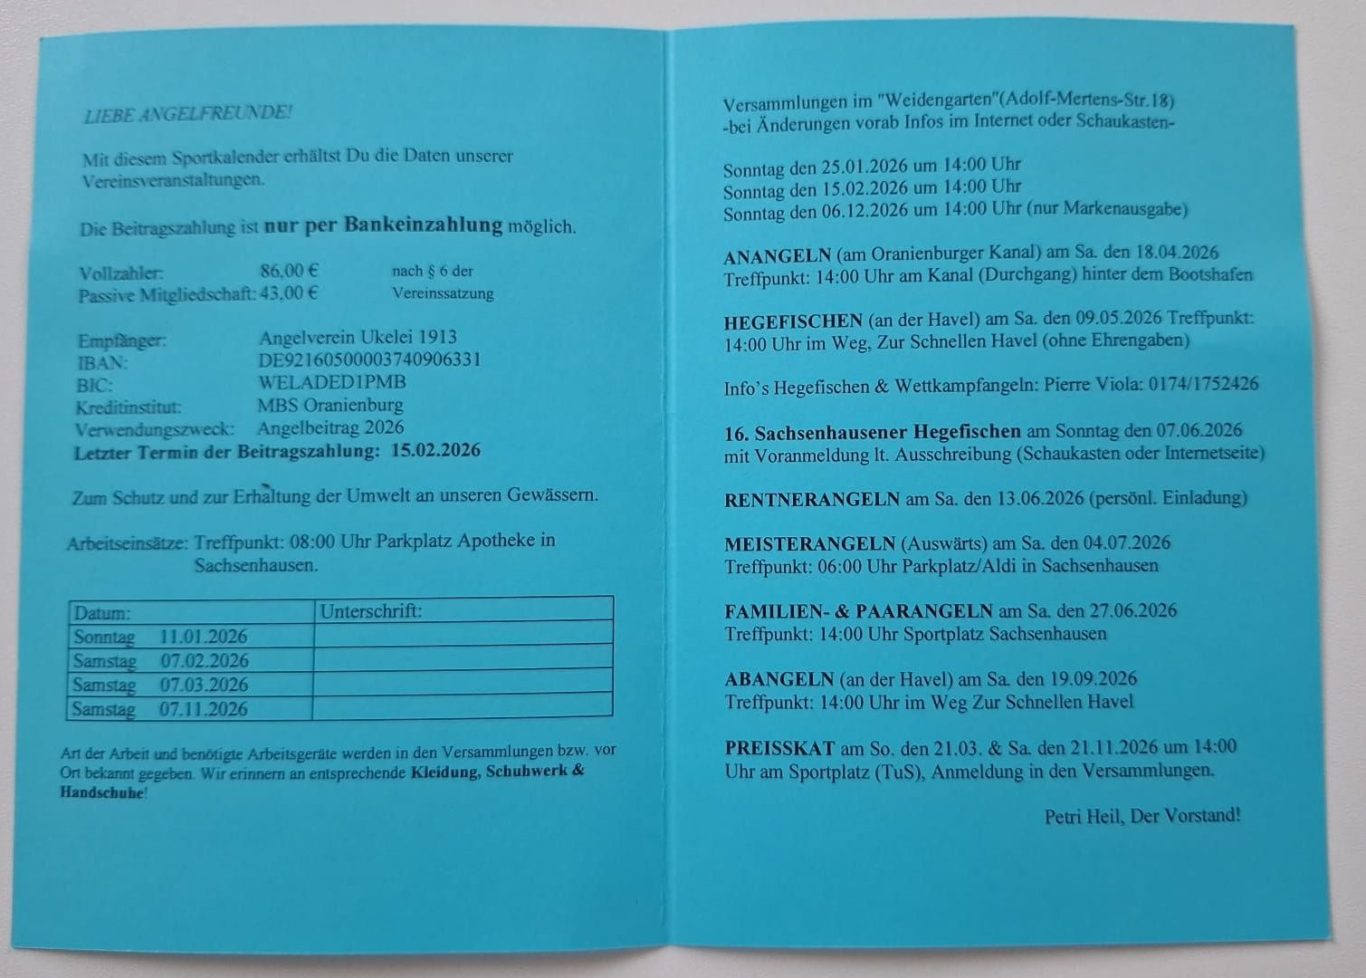 LIEBE ANGELFREUNDE!
Mit diesem Sportkalender erhältst Du die Daten unserer
Vereinsveranstaltungen.
Die Beitragszahlung ist nur per Bankeinzahlung möglich.
Vollzahler: 86,00 € nach § 6 der
Passive Mitgliedschaft: 43,00 € Vereinssatzung
Empfänger: Angelverein Ukelei 1913
IBAN: DE92160500003740906331
BIC: WELADED1PMB
Kreditinstitut: MBS Oranienburg
Verwendungszweck: Angelbeitrag 2026
Letzter Termin der Beitragszahlung: 15.02.2026
Zum Schutz und zur Erhaltung der Umwelt an unseren Gewässern.
Arbeitseinsätze: Treffpunkt: 08:00 Uhr Parkplatz Apotheke in
Sachsenhausen.
Datum: Unterschrift:
Sonntag 11.01.2026
Samstag 07.02.2026
Samstag 07.03.2026
Samstag 07.11.2026
Art der Arbeit und benötigte Arbeitsgeräte werden in den Versammlungen bzw. vor
Ort bekannt gegeben. Wir erinnern an entsprechende Kleidung, Schuhwerk &
Handschuhe!
Versammlungen im "Weidengarten"(Adolf-Mertens-Str.18)
-bei Änderungen vorab Infos im Internet oder Schaukasten-
Sonntag den 25.01.2026 um 14:00 Uhr
Sonntag den 15.02.2026 um 14:00 Uhr
Sonntag den 06.12.2026 um 14:00 Uhr (nur Markenausgabe)
ANANGELN (am Oranienburger Kanal) am Sa. den 18.04.2026
Treffpunkt: 14:00 Uhr am Kanal (Durchgang) hinter dem Bootshafen
HEGEFISCHEN (an der Havel) am Sa. den 09.05.2026 Treffpunkt:
14:00 Uhr im Weg, Zur Schnellen Havel (ohne Ehrengaben)
Info's Hegefischen & Wettkampfangeln: Pierre Viola: 0174/1752426
16. Sachsenhausener Hegefischen am Sonntag den 07.06.2026
mit Voranmeldung lt. Ausschreibung (Schaukasten oder Internetseite)
RENTNERANGELN am Sa. den 13.06.2026 (persönl. Einladung)
MEISTERANGELN (Auswärts) am Sa. den 04.07.2026
Treffpunkt: 06:00 Uhr Parkplatz/Aldi in Sachsenhausen
FAMILIEN- & PAARANGELN am Sa. den 27.06.2026
Treffpunkt: 14:00 Uhr Sportplatz Sachsenhausen
ABANGELN (an der Havel) am Sa. den 19.09.2026
Treffpunkt: 14:00 Uhr im Weg Zur Schnellen Havel
PREISSKAT am So. den 21.03. & Sa. den 21.11.2026 um 14:00
Uhr am Sportplatz (TuS), Anmeldung in den Versammlungen.
Petri Heil, Der Vorstand!